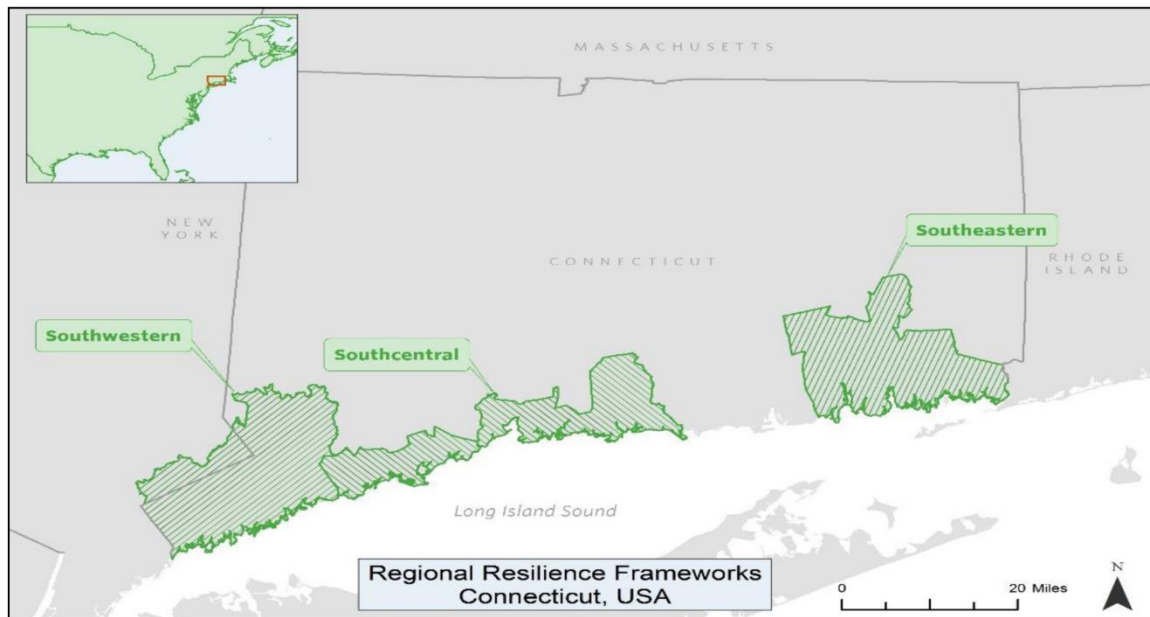 MASSACHUSETTS
NEW
YORK
Southeastern
CONNECTICUT
RHODE
ISLAND
Southwestern
Southcentral
Long Island Sound
Regional Resilience Frameworks
Connecticut, USA
0
20 Miles
N